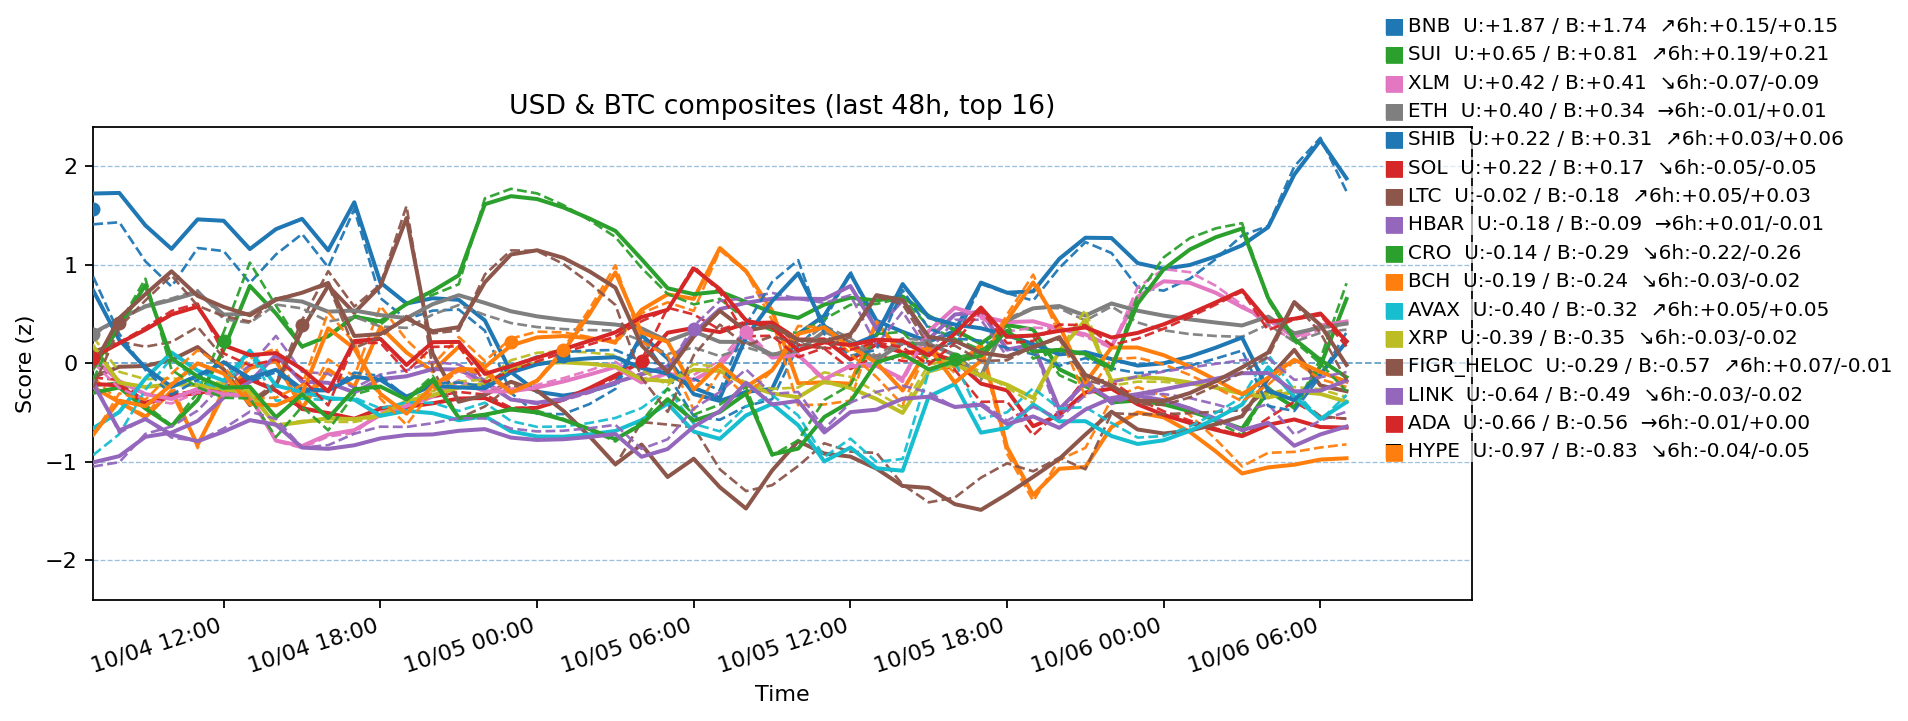 BNB U:+1.87 / B:+1.74 ↗6h:+0.15/+0.15
SUI U:+0.65 / B:+0.81 ↗6h:+0.19/+0.21
XLM U:+0.42 / B:+0.41 ↘6h:-0.07/-0.09
ETH U:+0.40 / B:+0.34 →6h:-0.01/+0.01
SHIB U:+0.22 / B:+0.31 ↗6h:+0.03/+0.06
SOL U:+0.22 / B:+0.17 ↘6h:-0.05/-0.05
LTC U:-0.02 / B:-0.18 ↗6h:+0.05/+0.03
HBAR U:-0.18 / B:-0.09 →6h:+0.01/-0.01
CRO U:-0.14 / B:-0.29 ↘6h:-0.22/-0.26
BCH U:-0.19 / B:-0.24 ↘6h:-0.03/-0.02
AVAX U:-0.40 / B:-0.32 ↗6h:+0.05/+0.05
XRP U:-0.39 / B:-0.35 ↘6h:-0.03/-0.02
FIGR_HELOC U:-0.29 / B:-0.57 ↗6h:+0.07/-0.01
LINK U:-0.64 / B:-0.49 ↘6h:-0.03/-0.02
ADA U:-0.66 / B:-0.56 →6h:-0.01/+0.00
HYPE U:-0.97 / B:-0.83 ↘6h:-0.04/-0.05
USD & BTC composites (last 48h, top 16)
Score (z)
2
1
0
−1
−2
10/04 12:00
10/04 18:00
10/05 00:00
10/05 06:00
10/05 12:00
10/05 18:00
10/06 00:00
10/06 06:00
Time